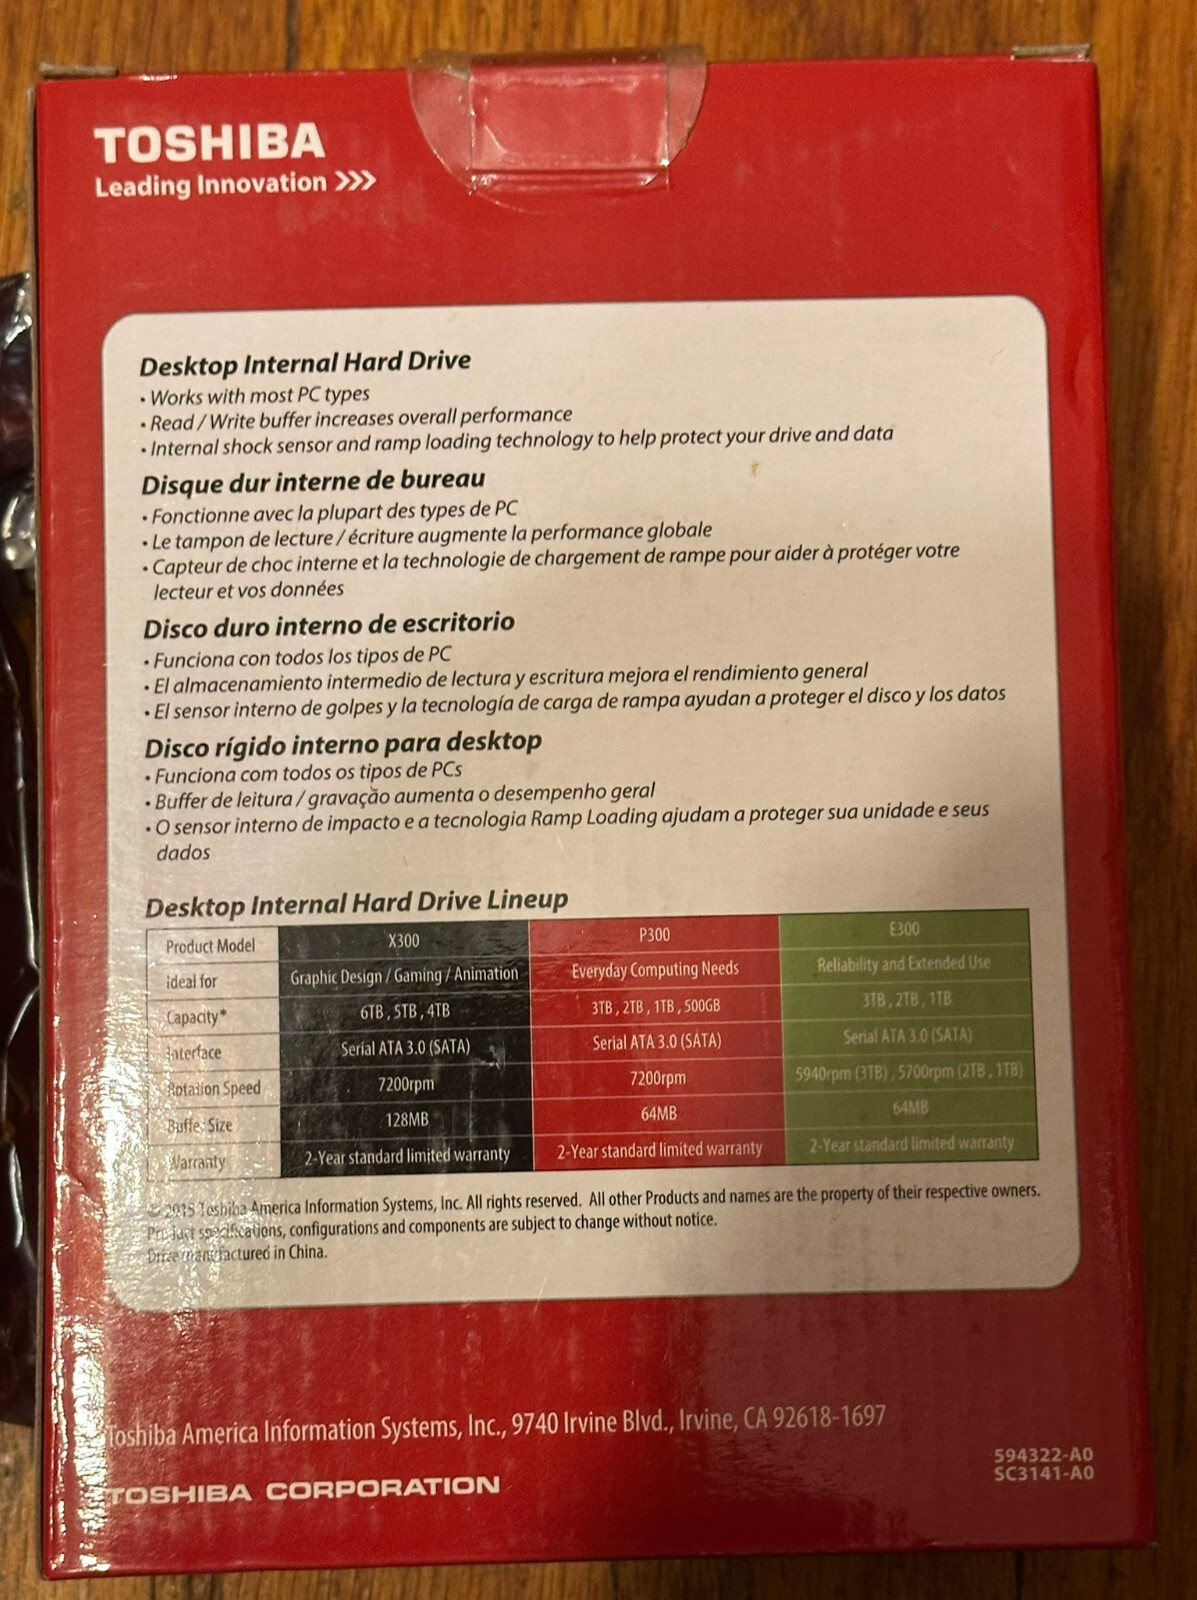 TOSHIBA
Leading Innovation >>>
Desktop Internal Hard Drive
• Works with most PC types
• Read / Write buffer increases overall performance
• Internal shock sensor and ramp loading technology to help protect your drive and data
Disque dur interne de bureau
• Fonctionne avec la plupart des types de PC
• Le tampon de lecture / écriture augmente la performance globale
• Capteur de choc interne et la technologie de chargement de rampe pour aider à protéger votre
lecteur et vos données
Disco duro interno de escritorio
• Funciona con todos los tipos de PC
• El almacenamiento intermedio de lectura y escritura mejora el rendimiento general
• El sensor interno de golpes y la tecnología de carga de rampa ayudan a proteger el disco y los datos
Disco rígido interno para desktop
• Funciona com todos os tipos de PCs
• Buffer de leitura / gravação aumenta o desempenho geral
• O sensor interno de impacto e a tecnologia Ramp Loading ajudam a proteger sua unidade e seus
dados
Desktop Internal Hard Drive Lineup
Product Model X300 P300 E300
Ideal for Graphic Design / Gaming / Animation Everyday Computing Needs Reliability and Extended Use
Capacity* 6TB , 5TB , 4TB 3TB , 2TB , 1TB , 500GB 3TB , 2TB , 1TB
Interface Serial ATA 3.0 (SATA) Serial ATA 3.0 (SATA) Serial ATA 3.0 (SATA)
Rotation Speed 7200rpm 7200rpm 5940rpm (3TB) , 5700rpm (2TB , 1TB)
Buffer Size 128MB 64MB 64MB
Warranty 2-Year standard limited warranty 2-Year standard limited warranty 2-Year standard limited warranty
© 2015 Toshiba America Information Systems, Inc. All rights reserved. All other Products and names are the property of their respective owners.
Product specifications, configurations and components are subject to change without notice.
Drive manufactured in China.
Toshiba America Information Systems, Inc., 9740 Irvine Blvd., Irvine, CA 92618-1697
TOSHIBA CORPORATION
594322-A0
SC3141-A0